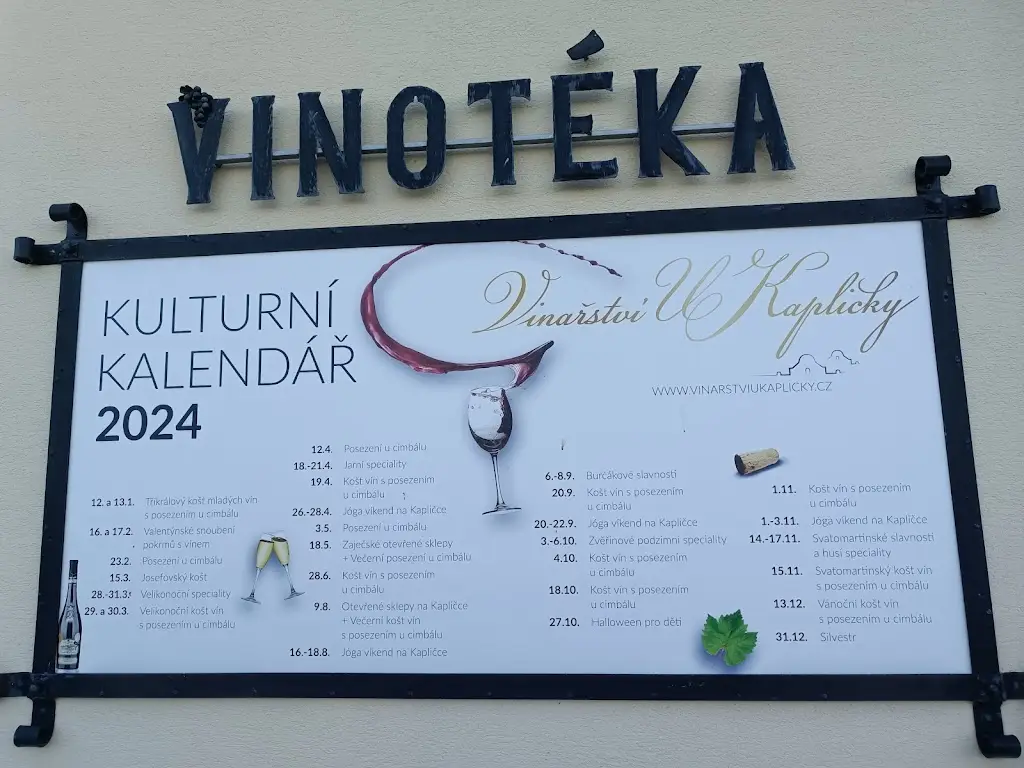 VINOTÉKA
KULTURNÍ
KALENDÁŘ
2024
Vinařství U Kapličky
WWW.VINARSTVIUKAPLICKY.CZ
12. a 13.1. Tříkrálový košt mladých vín
s posezením u cimbálu
16. a 17.2. Valentýnské snoubení
pokrmů s vínem
23.2. Posezení u cimbálu
15.3. Josefovský košt
28.-31.3. Velikonoční speciality
29. a 30.3. Velikonoční košt vín
s posezením u cimbálu
12.4. Posezení u cimbálu
18.-21.4. Jarní speciality
19.4. Košt vín s posezením
u cimbálu
26.-28.4. Jóga víkend na Kapličce
3.5. Posezení u cimbálu
18.5. Zaječské otevřené sklepy
+ Večerní posezení u cimbálu
28.6. Košt vín s posezením
u cimbálu
9.8. Otevřené sklepy na Kapličce
+ Večerní košt vín
s posezením u cimbálu
16.-18.8. Jóga víkend na Kapličce
6.-8.9. Burčákové slavnosti
20.9. Košt vín s posezením
u cimbálu
20.-22.9. Jóga víkend na Kapličce
3.-6.10. Zvěřinové podzimní speciality
4.10. Košt vín s posezením
u cimbálu
18.10. Košt vín s posezením
u cimbálu
27.10. Halloween pro děti
1.11. Košt vín s posezením
u cimbálu
1.-3.11. Jóga víkend na Kapličce
14.-17.11. Svatomartinské slavnosti
a husí speciality
15.11. Svatomartinský košt vín
s posezením u cimbálu
13.12. Vánoční košt vín
s posezením u cimbálu
31.12. Silvestr